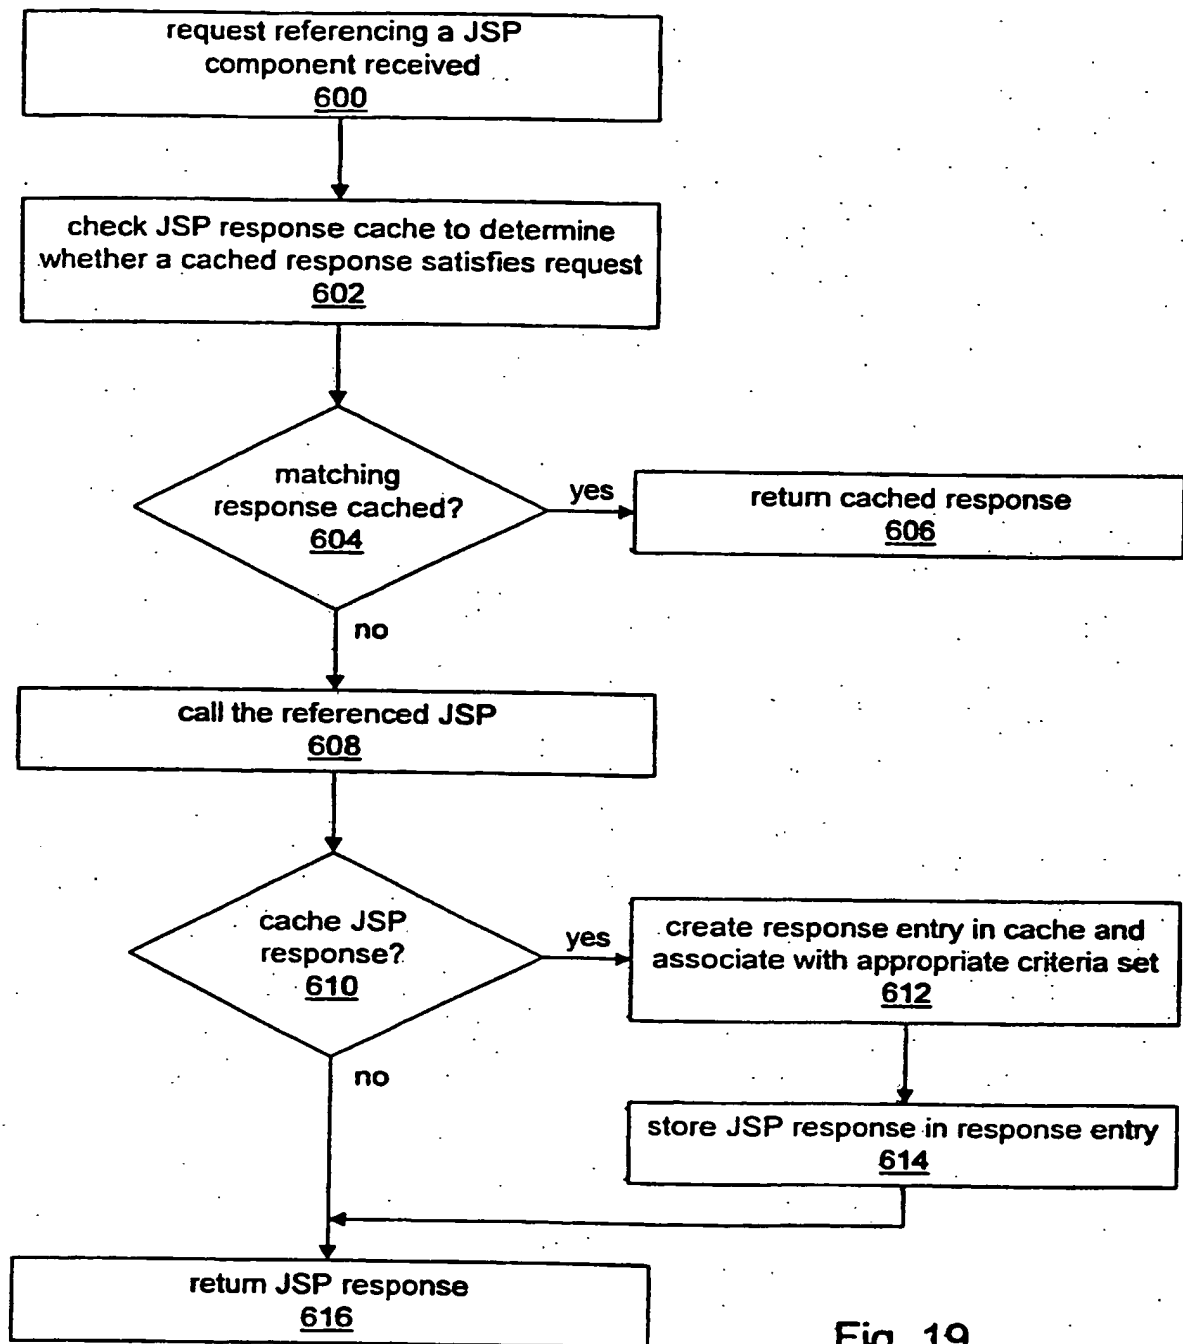 request referencing a JSP
component received
600
check JSP response cache to determine
whether a cached response satisfies request
602
matching
response cached?
604
yes
return cached response
606
no
call the referenced JSP
608
cache JSP
response?
610
yes
create response entry in cache and
associate with appropriate criteria set
612
no
store JSP response in response entry
614
return JSP response
616
Fig. 19